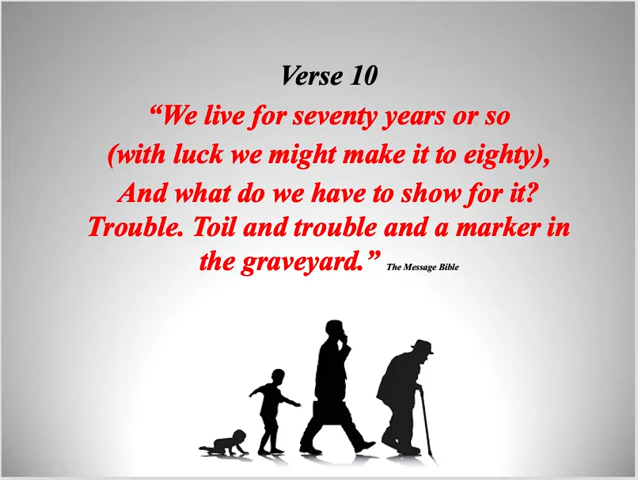 Verse 10
“We live for seventy years or so
(with luck we might make it to eighty),
And what do we have to show for it?
Trouble. Toil and trouble and a marker in
the graveyard.” The Message Bible